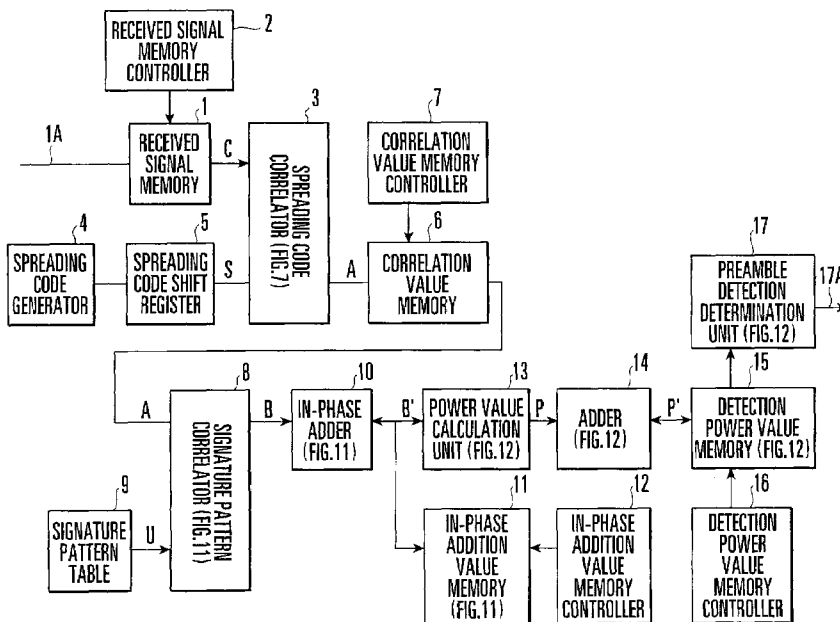 2
RECEIVED SIGNAL
MEMORY
CONTROLLER
1
1A
RECEIVED
SIGNAL
MEMORY
C
3
SPREADING CODE
CORRELATOR (FIG.7)
7
CORRELATION
VALUE MEMORY
CONTROLLER
4
SPREADING
CODE
GENERATOR
5
SPREADING
CODE SHIFT
REGISTER
S
A
6
CORRELATION
VALUE
MEMORY
17
PREAMBLE
DETECTION
DETERMINATION
UNIT (FIG.12)
17A
A
8
SIGNATURE PATTERN
CORRELATOR (FIG.11)
B
10
IN-PHASE
ADDER
(FIG.11)
B'
13
POWER VALUE
CALCULATION
UNIT (FIG.12)
P
14
ADDER
(FIG.12)
P'
15
DETECTION
POWER VALUE
MEMORY (FIG.12)
9
SIGNATURE
PATTERN
TABLE
U
11
IN-PHASE
ADDITION
VALUE
MEMORY
(FIG.11)
12
IN-PHASE
ADDITION
VALUE
MEMORY
CONTROLLER
16
DETECTION
POWER
VALUE
MEMORY
CONTROLLER